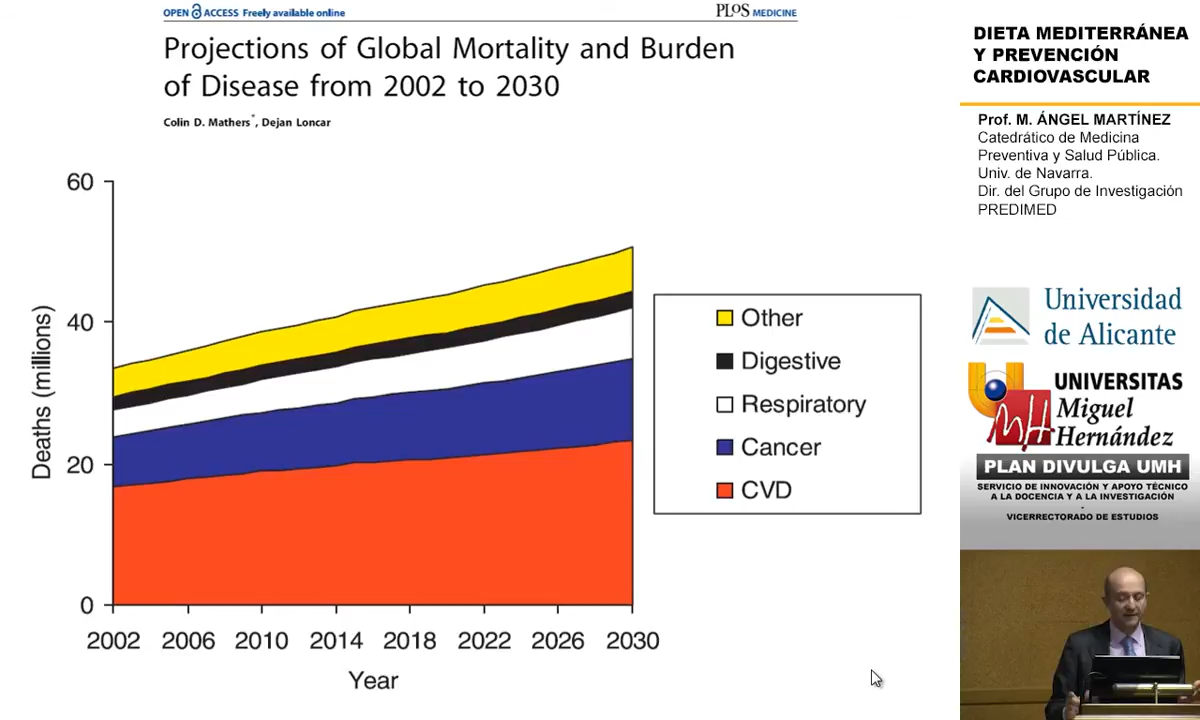 OPEN ACCESS Freely available online
PLoS MEDICINE
Projections of Global Mortality and Burden
of Disease from 2002 to 2030
Colin D. Mathers*, Dejan Loncar
60
40
20
0
Deaths (millions)
2002 2006 2010 2014 2018 2022 2026 2030
Year
Other
Digestive
Respiratory
Cancer
CVD
DIETA MEDITERRÁNEA
Y PREVENCIÓN
CARDIOVASCULAR
Prof. M. ÁNGEL MARTÍNEZ
Catedrático de Medicina
Preventiva y Salud Pública.
Univ. de Navarra.
Dir. del Grupo de Investigación
PREDIMED
Universidad
de Alicante
UNIVERSITAS
Miguel
Hernández
PLAN DIVULGA UMH
SERVICIO DE INNOVACIÓN Y APOYO TÉCNICO
A LA DOCENCIA Y A LA INVESTIGACIÓN
-
VICERRECTORADO DE ESTUDIOS